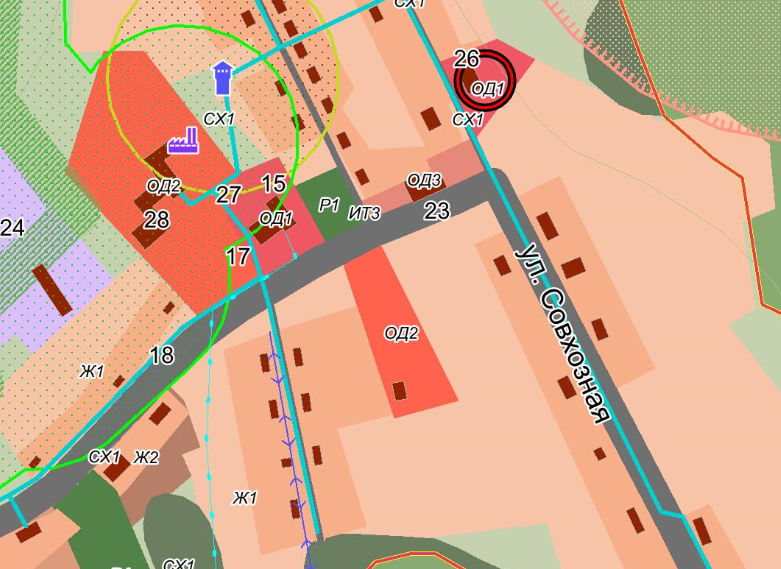 СХ1
26
ОД1
СХ1
СХ1
ОД2
27
15
Р1
ИТ3
ОД3
23
ОД1
28
24
17
ул. Совхозная
ОД2
18
Ж1
СХ1
Ж2
Ж1
СХ1